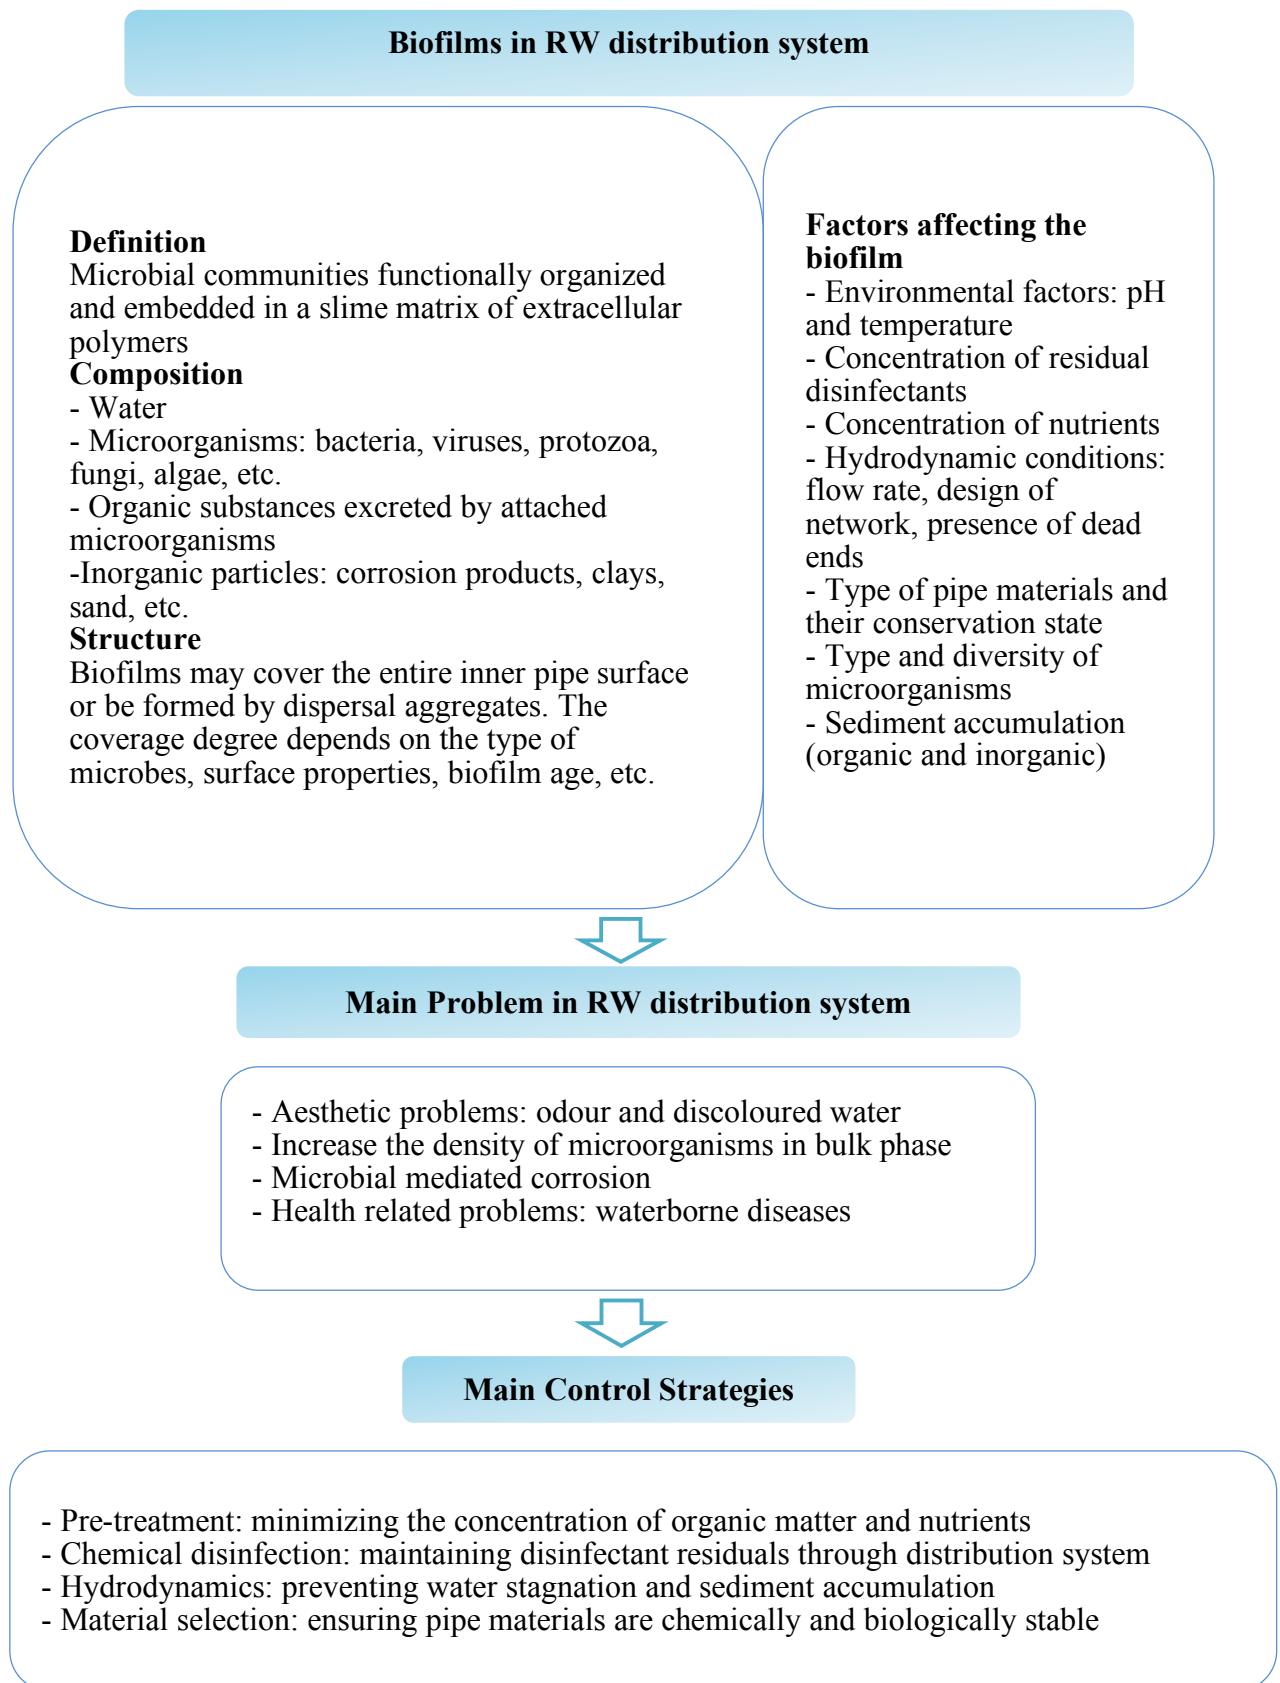 Biofilms in RW distribution system
Definition
Microbial communities functionally organized
and embedded in a slime matrix of extracellular
polymers
Composition
- Water
- Microorganisms: bacteria, viruses, protozoa,
fungi, algae, etc.
- Organic substances excreted by attached
microorganisms
-Inorganic particles: corrosion products, clays,
sand, etc.
Structure
Biofilms may cover the entire inner pipe surface
or be formed by dispersal aggregates. The
coverage degree depends on the type of
microbes, surface properties, biofilm age, etc.
Factors affecting the
biofilm
- Environmental factors: pH
and temperature
- Concentration of residual
disinfectants
- Concentration of nutrients
- Hydrodynamic conditions:
flow rate, design of
network, presence of dead
ends
- Type of pipe materials and
their conservation state
- Type and diversity of
microorganisms
- Sediment accumulation
(organic and inorganic)
Main Problem in RW distribution system
- Aesthetic problems: odour and discoloured water
- Increase the density of microorganisms in bulk phase
- Microbial mediated corrosion
- Health related problems: waterborne diseases
Main Control Strategies
- Pre-treatment: minimizing the concentration of organic matter and nutrients
- Chemical disinfection: maintaining disinfectant residuals through distribution system
- Hydrodynamics: preventing water stagnation and sediment accumulation
- Material selection: ensuring pipe materials are chemically and biologically stable